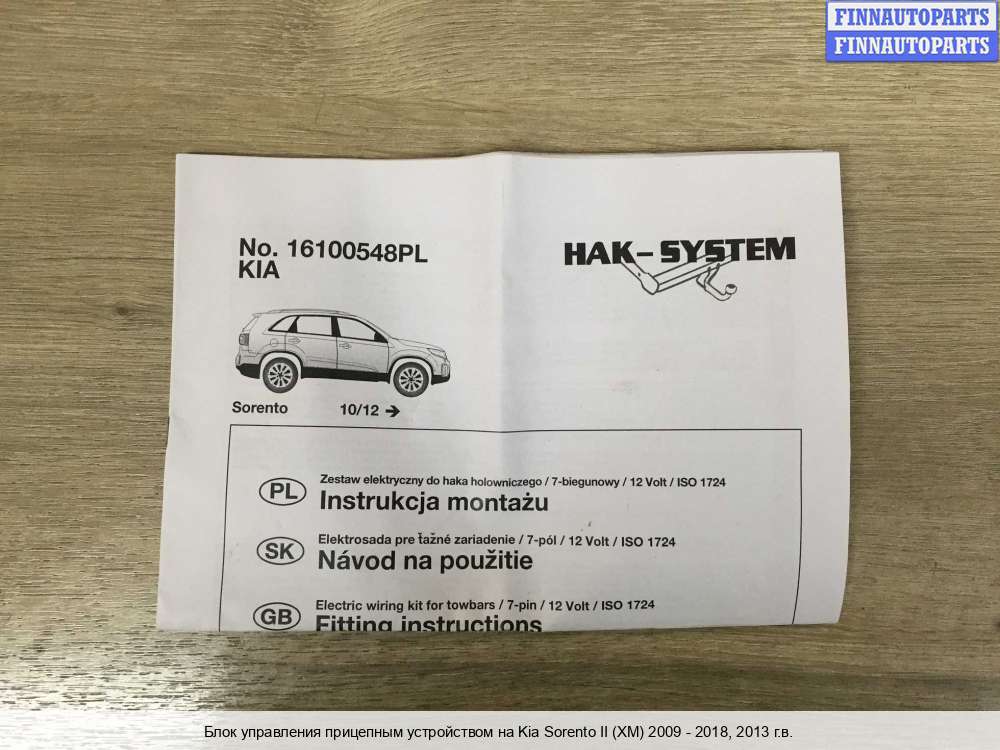 FINNAUTOPARTS
FINNAUTOPARTS
No. 16100548PL
KIA
HAK-SYSTEM
Sorento 10/12 →
PL
Zestaw elektryczny do haka holowniczego / 7-biegunowy / 12 Volt / ISO 1724
Instrukcja montażu
SK
Elektrosada pre ťažné zariadenie / 7-pól / 12 Volt / ISO 1724
Návod na použitie
GB
Electric wiring kit for towbars / 7-pin / 12 Volt / ISO 1724
Fitting instructions
Блок управления прицепным устройством на Kia Sorento II (XM) 2009 - 2018, 2013 г.в.